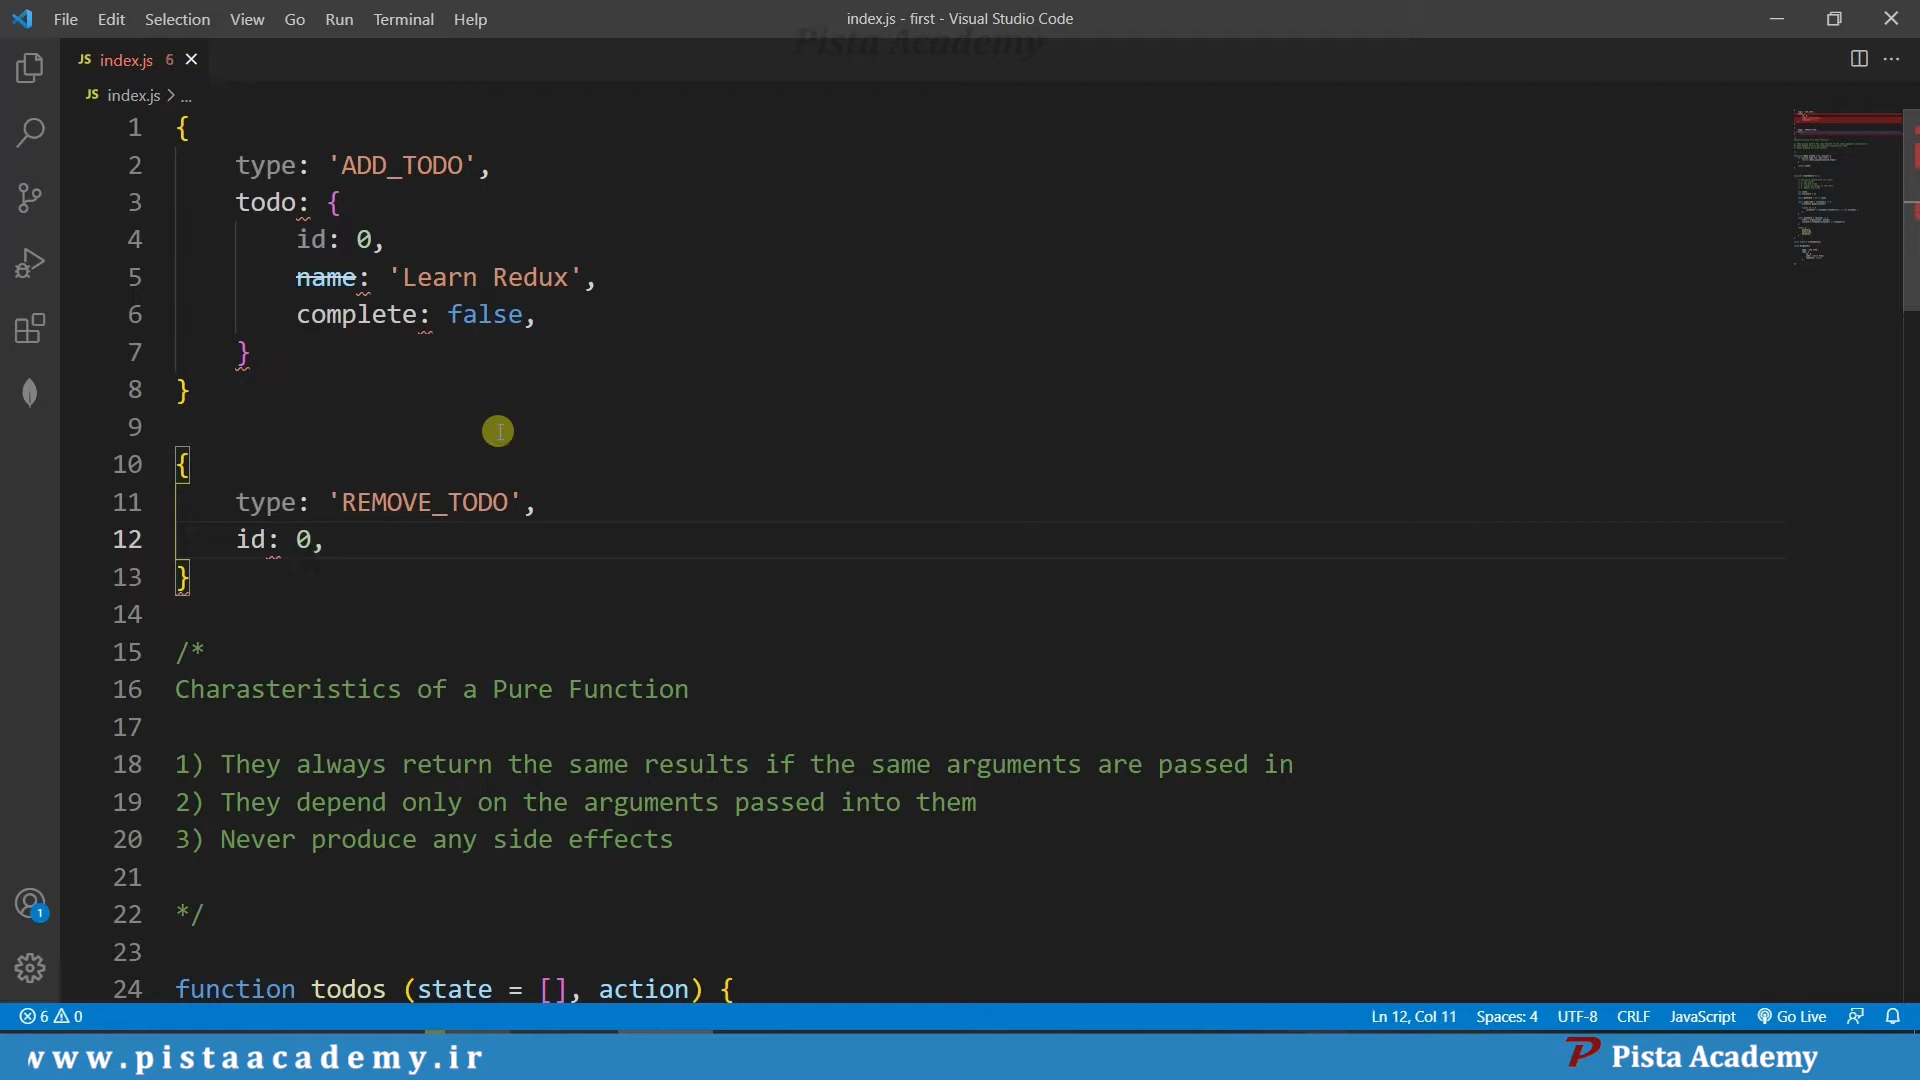 File Edit Selection View Go Run Terminal Help
index.js - first - Visual Studio Code
Pista Academy
JS index.js 6
JS index.js > ...
1 {
2 type: 'ADD_TODO',
3 todo: {
4 id: 0,
5 name: 'Learn Redux',
6 complete: false,
7 }
8 }
9
10 {
11 type: 'REMOVE_TODO',
12 id: 0,
13 }
14
15 /*
16 Charasteristics of a Pure Function
17
18 1) They always return the same results if the same arguments are passed in
19 2) They depend only on the arguments passed into them
20 3) Never produce any side effects
21
22 */
23
24 function todos (state = [], action) {
1
6 0 Ln 12, Col 11 Spaces: 4 UTF-8 CRLF JavaScript Go Live
www.pistaacademy.ir
P Pista Academy